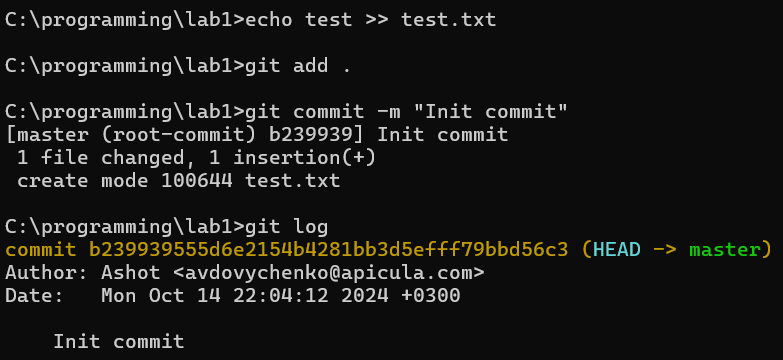 C:\programming\lab1>echo test >> test.txt
C:\programming\lab1>git add .
C:\programming\lab1>git commit -m "Init commit"
[master (root-commit) b239939] Init commit
 1 file changed, 1 insertion(+)
 create mode 100644 test.txt
C:\programming\lab1>git log
commit b239939555d6e2154b4281bb3d5efff79bbd56c3 (HEAD -> master)
Author: Ashot <avdovychenko@apicula.com>
Date:   Mon Oct 14 22:04:12 2024 +0300
    Init commit